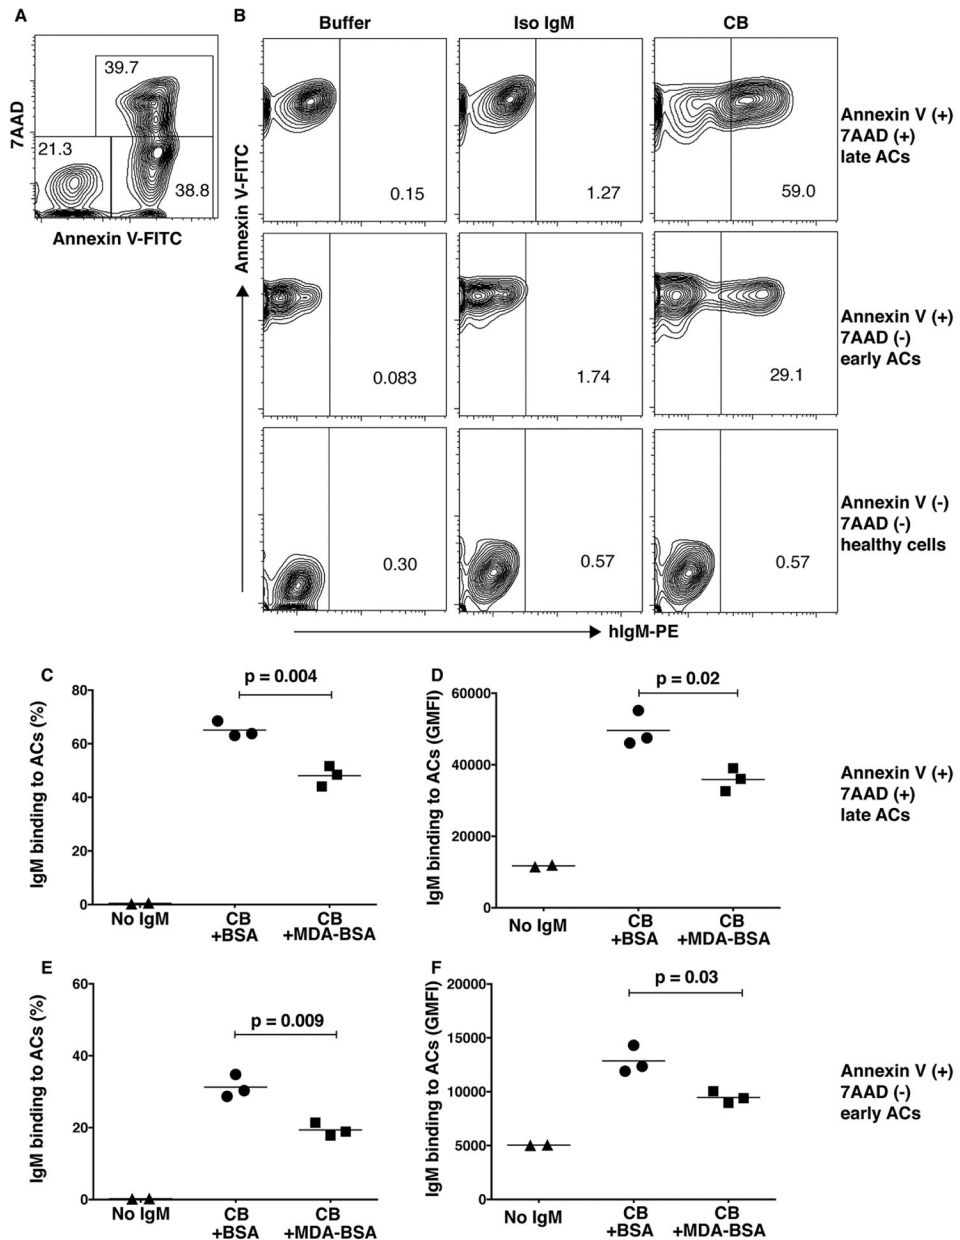 A
7AAD
39.7
21.3
38.8
Annexin V-FITC
B
Buffer
Iso IgM
CB
Annexin V-FITC
0.15
1.27
59.0
Annexin V (+)
7AAD (+)
late ACs
0.083
1.74
29.1
Annexin V (+)
7AAD (-)
early ACs
0.30
0.57
0.57
Annexin V (-)
7AAD (-)
healthy cells
hIgM-PE
C
IgM binding to ACs (%)
80
60
40
20
0
p = 0.004
No IgM
CB
+BSA
CB
+MDA-BSA
D
IgM binding to ACs (GMFI)
60000
40000
20000
0
p = 0.02
No IgM
CB
+BSA
CB
+MDA-BSA
Annexin V (+)
7AAD (+)
late ACs
E
IgM binding to ACs (%)
60
40
20
0
p = 0.009
No IgM
CB
+BSA
CB
+MDA-BSA
F
IgM binding to ACs (GMFI)
20000
15000
10000
5000
0
p = 0.03
No IgM
CB
+BSA
CB
+MDA-BSA
Annexin V (+)
7AAD (-)
early ACs